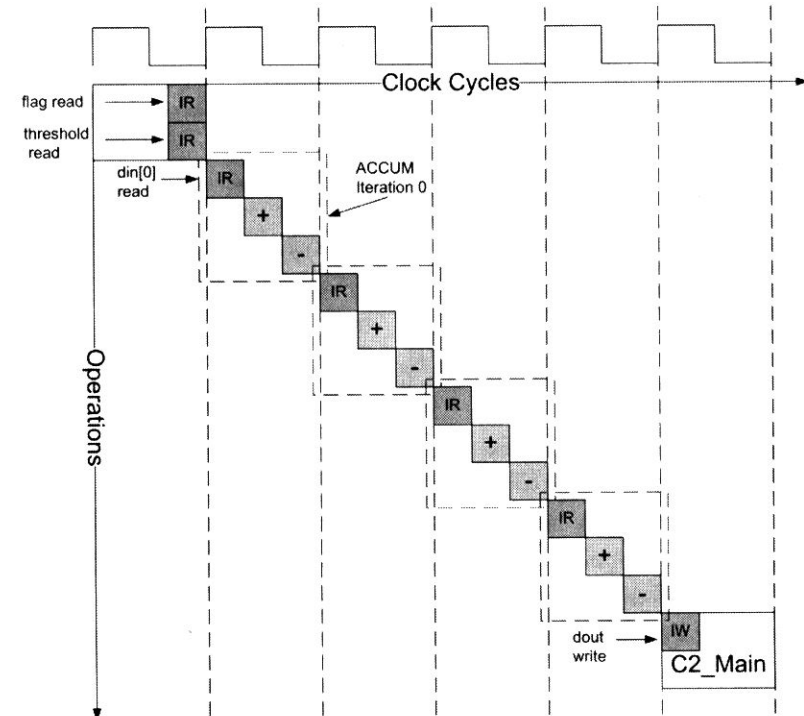 Clock Cycles
flag read
IR
threshold
read
IR
din[0]
read
IR
ACCUM
Iteration 0
+
-
IR
+
-
Operations
IR
+
-
IR
+
-
dout
write
IW
C2_Main